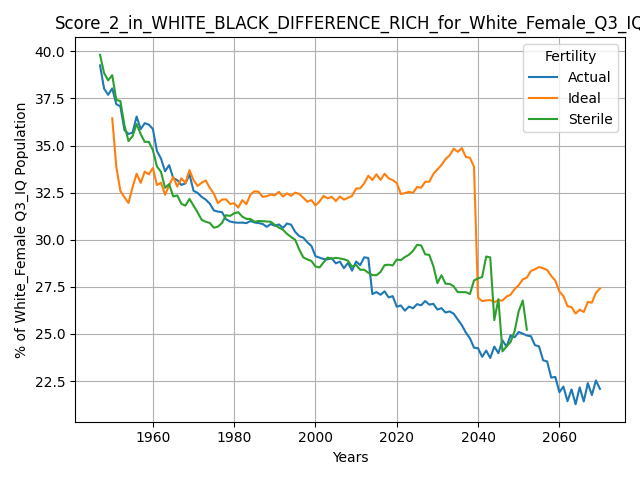 Score_2_in_WHITE_BLACK_DIFFERENCE_RICH_for_White_Female_Q3_IQ
% of White_Female Q3_IQ Population
40.0
37.5
35.0
32.5
30.0
27.5
25.0
22.5
Fertility
Actual
Ideal
Sterile
1960
1980
2000
2020
2040
2060
Years